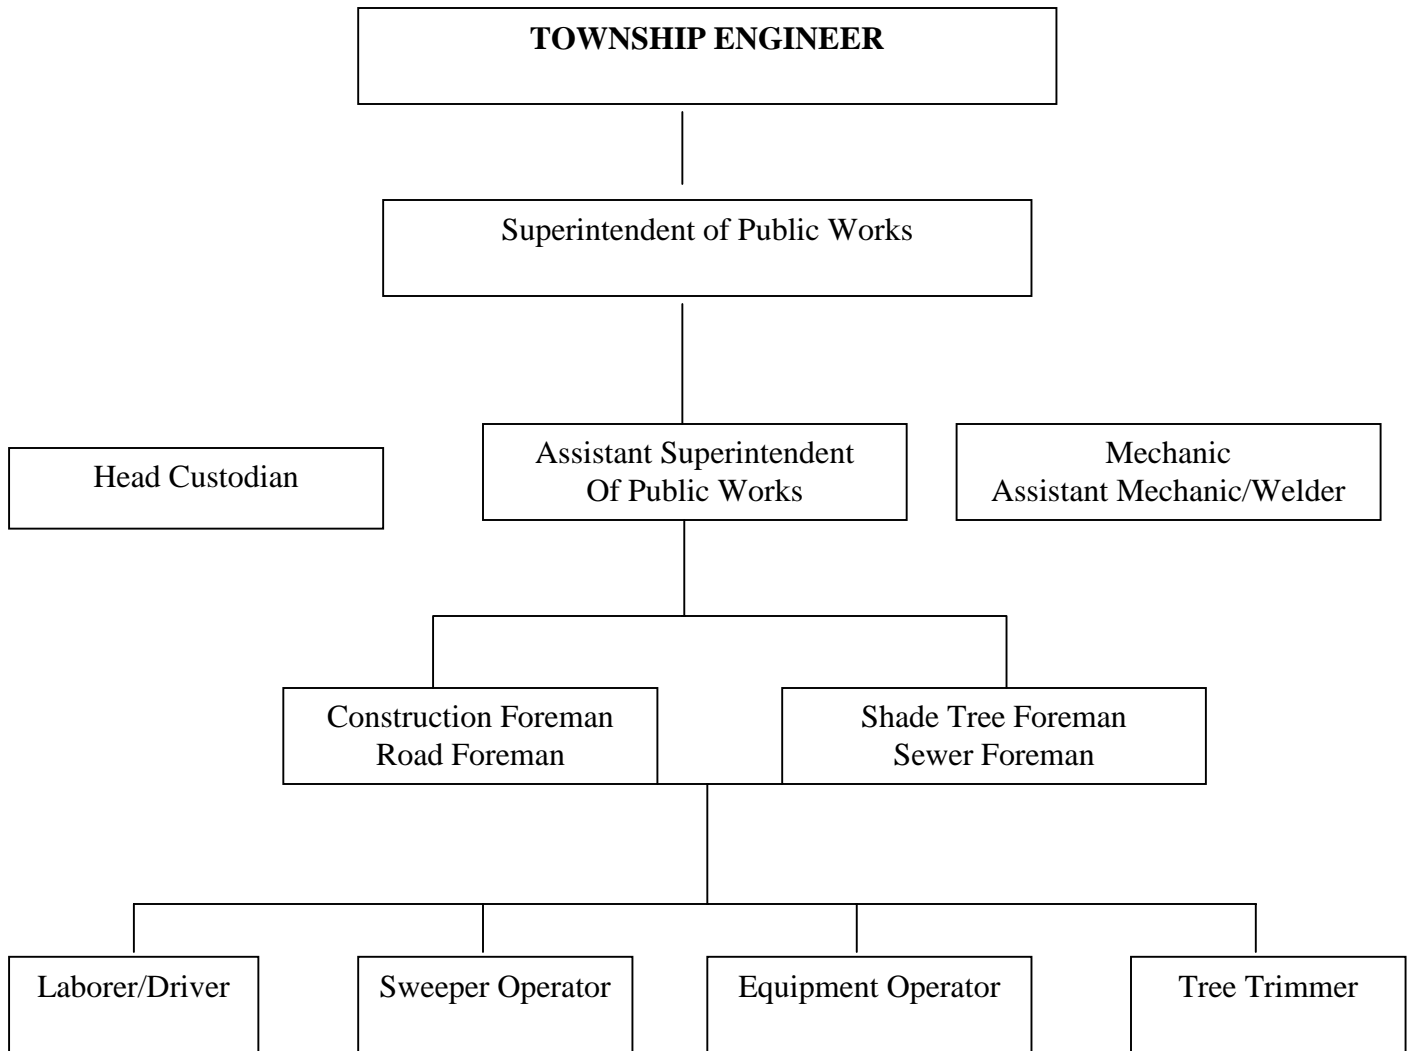 TOWNSHIP ENGINEER
Superintendent of Public Works
Head Custodian
Assistant Superintendent
Of Public Works
Mechanic
Assistant Mechanic/Welder
Construction Foreman
Road Foreman
Shade Tree Foreman
Sewer Foreman
Laborer/Driver
Sweeper Operator
Equipment Operator
Tree Trimmer